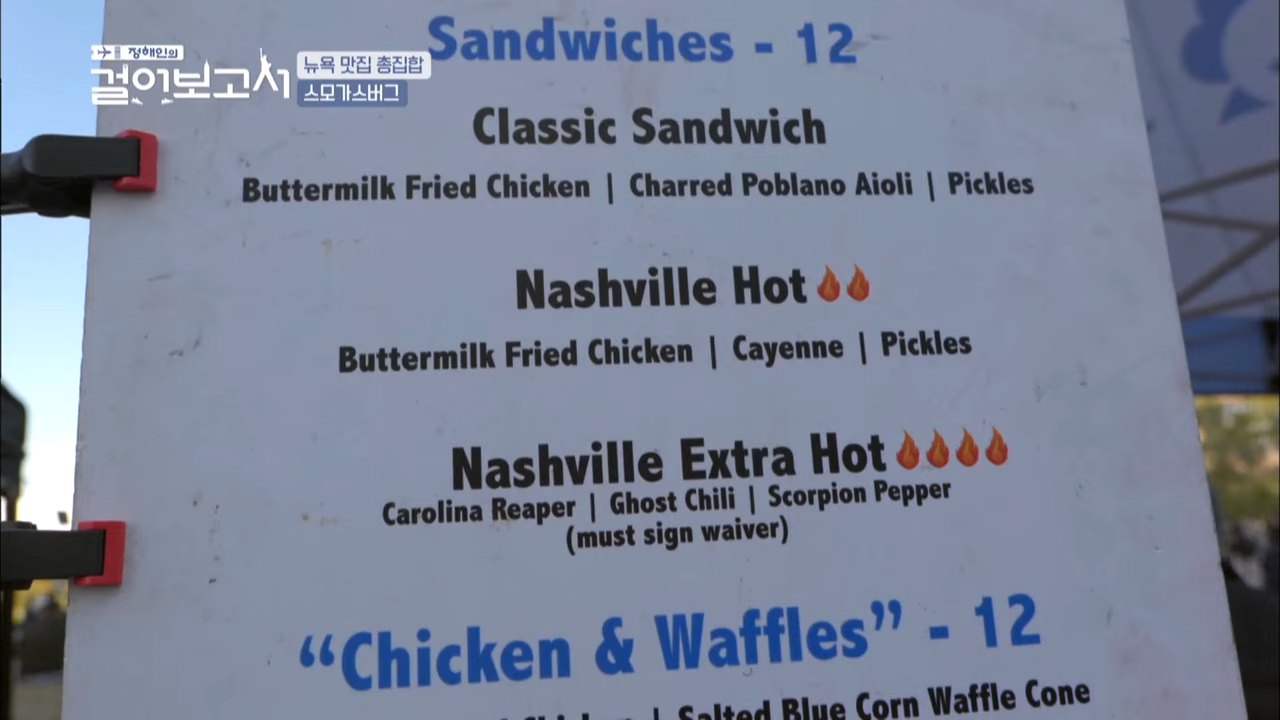 정해인의
걸어보고서
뉴욕 맛집 총집합
스모가스버그
Sandwiches - 12
Classic Sandwich
Buttermilk Fried Chicken | Charred Poblano Aioli | Pickles
Nashville Hot 🔥🔥
Buttermilk Fried Chicken | Cayenne | Pickles
Nashville Extra Hot 🔥🔥🔥🔥
Carolina Reaper | Ghost Chili | Scorpion Pepper
(must sign waiver)
“Chicken & Waffles” - 12
Chicken | Salted Blue Corn Waffle Cone